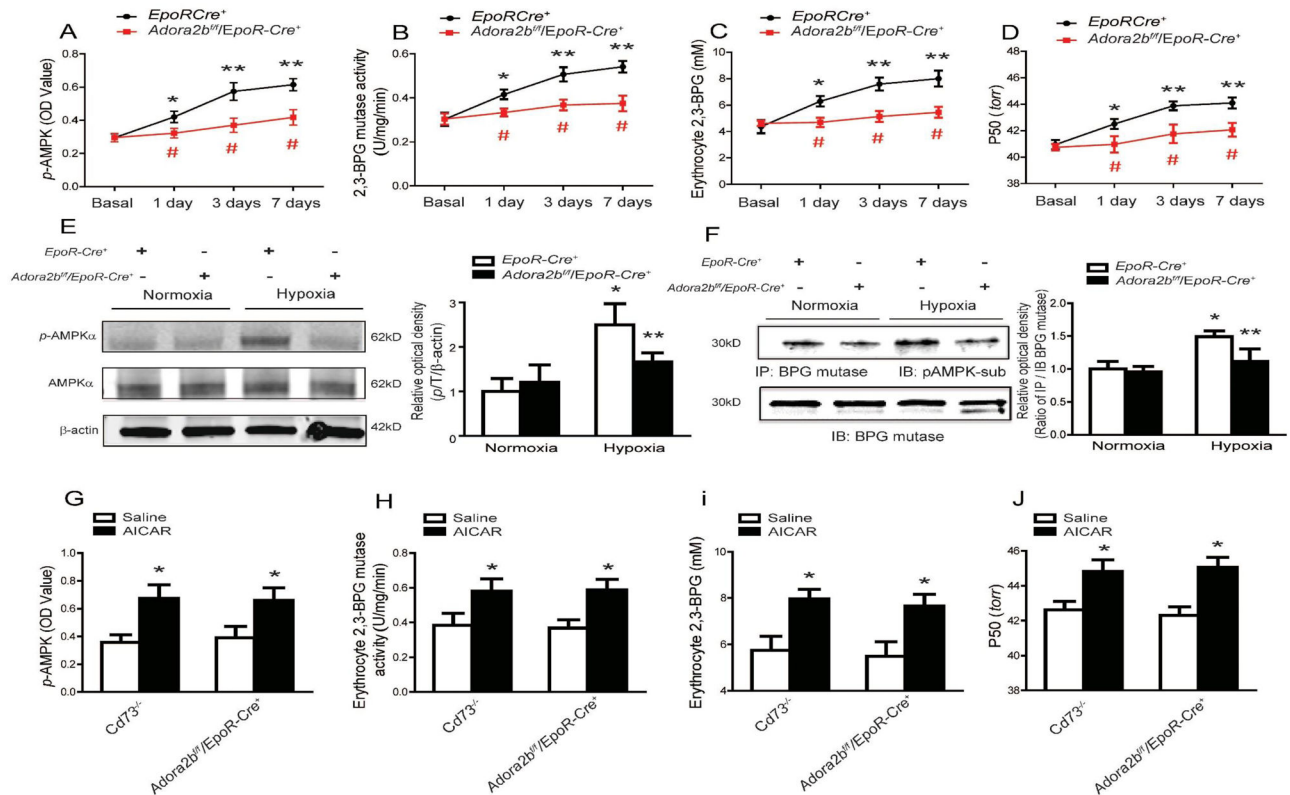 A
EpoRCre⁺
Adora2bᶠ/ᶠ/EpoR-Cre⁺
p-AMPK (OD Value)
0.8
0.6
0.4
0.2
0.0
* ** **
# # #
Basal 1 day 3 days 7 days
B
2,3-BPG mutase activity
(U/mg/min)
0.6
0.4
0.2
0.0
* ** **
# # #
Basal 1 day 3 days 7 days
C
EpoRCre⁺
Adora2bᶠ/ᶠ/EpoR-Cre⁺
Erythrocyte 2,3-BPG (mM)
10
8
6
4
2
0
* ** **
# # #
Basal 1 day 3 days 7 days
D
P50 (torr)
46
44
42
40
38
* ** **
# # #
Basal 1 day 3 days 7 days
E
EpoR-Cre⁺ + - + -
Adora2bᶠ/ᶠ/EpoR-Cre⁺ - + - +
Normoxia Hypoxia
p-AMPKα 62kD
AMPKα 62kD
β-actin 42kD
EpoR-Cre⁺
Adora2bᶠ/ᶠ/EpoR-Cre⁺
Relative optical density
(p/T/β-actin)
3
2
1
0
* **
Normoxia Hypoxia
F
EpoR-Cre⁺ + - + -
Adora2bᶠ/ᶠ/EpoR-Cre⁺ - + - +
Normoxia Hypoxia
30kD
IP: BPG mutase IB: pAMPK-sub
30kD
IB: BPG mutase
EpoR-Cre⁺
Adora2bᶠ/ᶠ/EpoR-Cre⁺
Relative optical density
(Ratio of IP / IB BPG mutase)
2.0
1.5
1.0
0.5
0.0
* **
Normoxia Hypoxia
G
Saline
AICAR
p-AMPK (OD Value)
1.0
0.8
0.6
0.4
0.2
0.0
* *
Cd73⁻/⁻ Adora2bᶠ/ᶠ/EpoR-Cre⁺
H
Saline
AICAR
Erythrocyte 2,3-BPG mutase
activity (U/mg/min)
0.8
0.6
0.4
0.2
0.0
* *
Cd73⁻/⁻ Adora2bᶠ/ᶠ/EpoR-Cre⁺
i
Saline
AICAR
Erythrocyte 2,3-BPG (mM)
10
8
6
4
* *
Cd73⁻/⁻ Adora2bᶠ/ᶠ/EpoR-Cre⁺
J
Saline
AICAR
P50 (torr)
46
44
42
40
38
* *
Cd73⁻/⁻ Adora2bᶠ/ᶠ/EpoR-Cre⁺